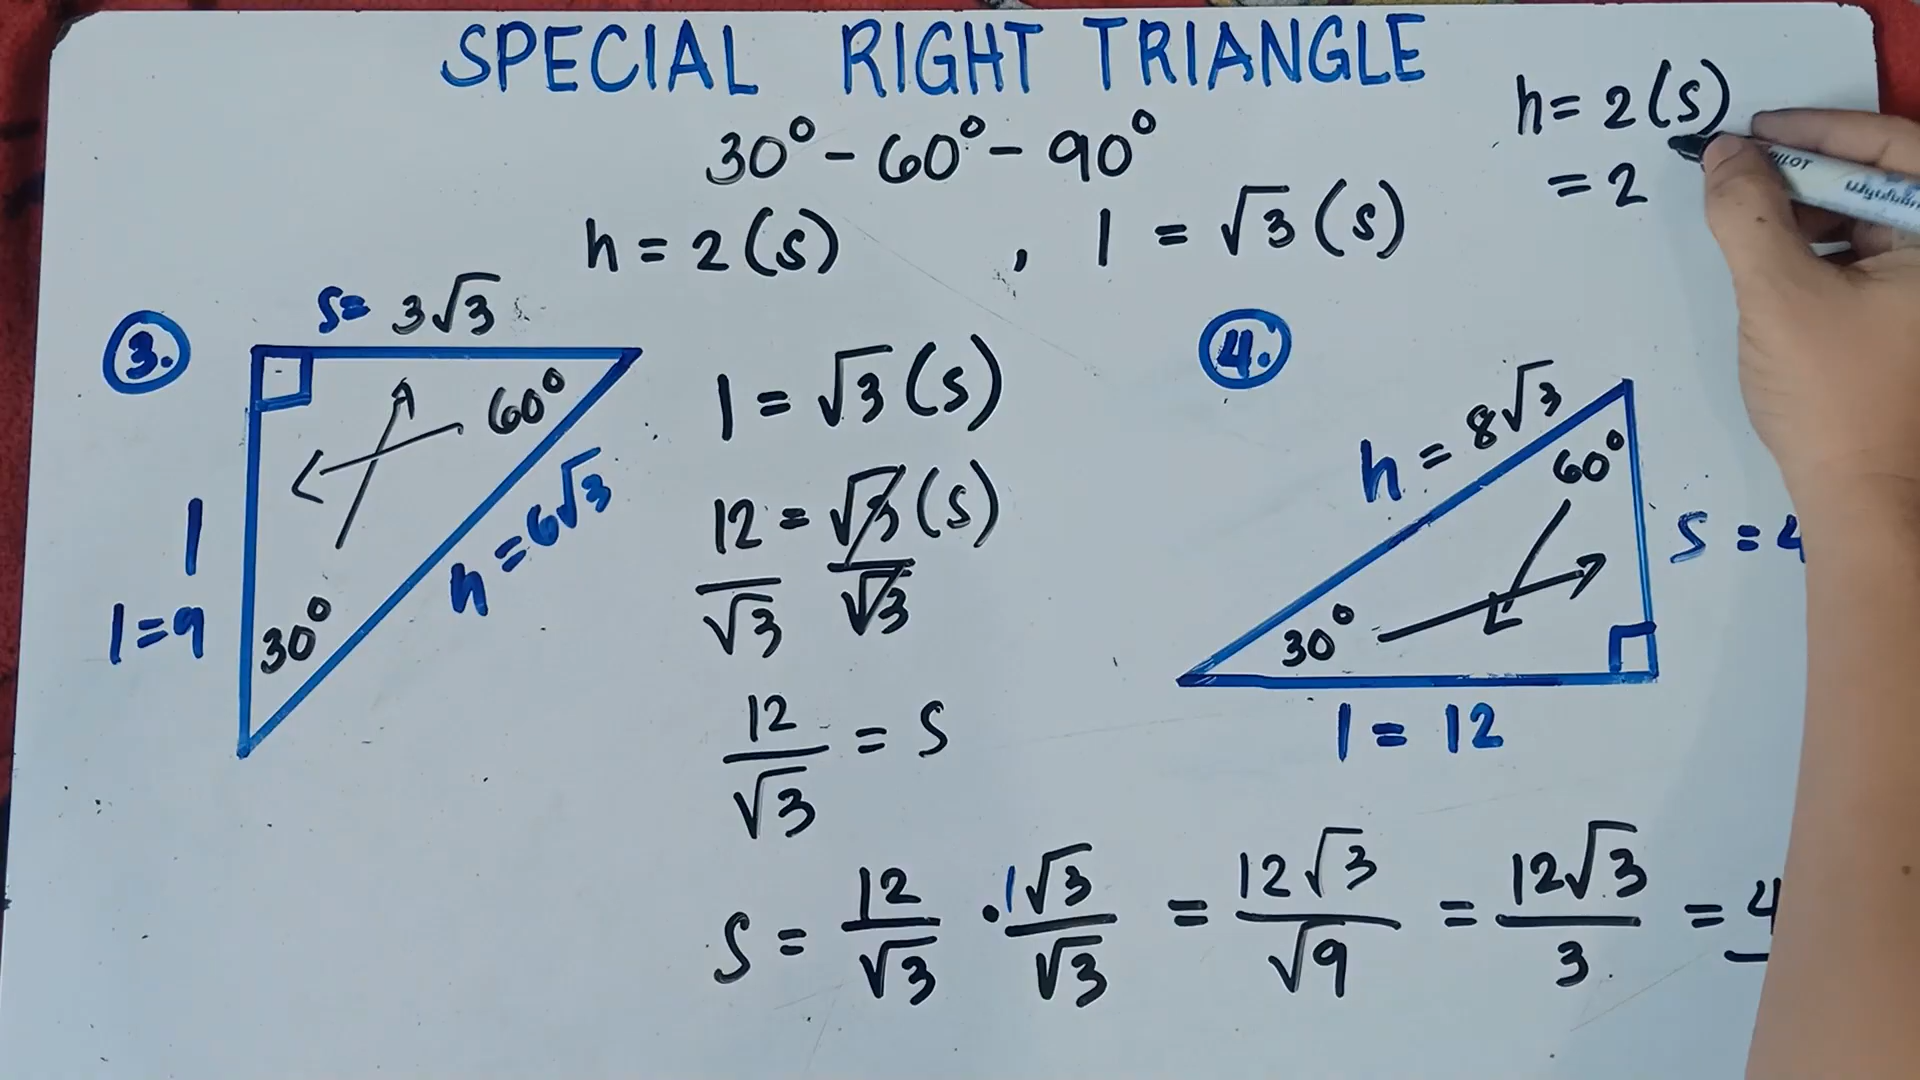 SPECIAL RIGHT TRIANGLE
30° - 60° - 90°
h = 2(s) , l = √3(s)
h = 2(s)
= 2
PILOT
3.
s= 3√3
60°
30°
l
l=9
h=6√3
l = √3(s)
12/√3 = √3(s)/√3
12/√3 = s
s = 12/√3 · 1√3/√3 = 12√3/√9 = 12√3/3 = 4
4.
h = 8√3
60°
30°
s = 4
l = 12